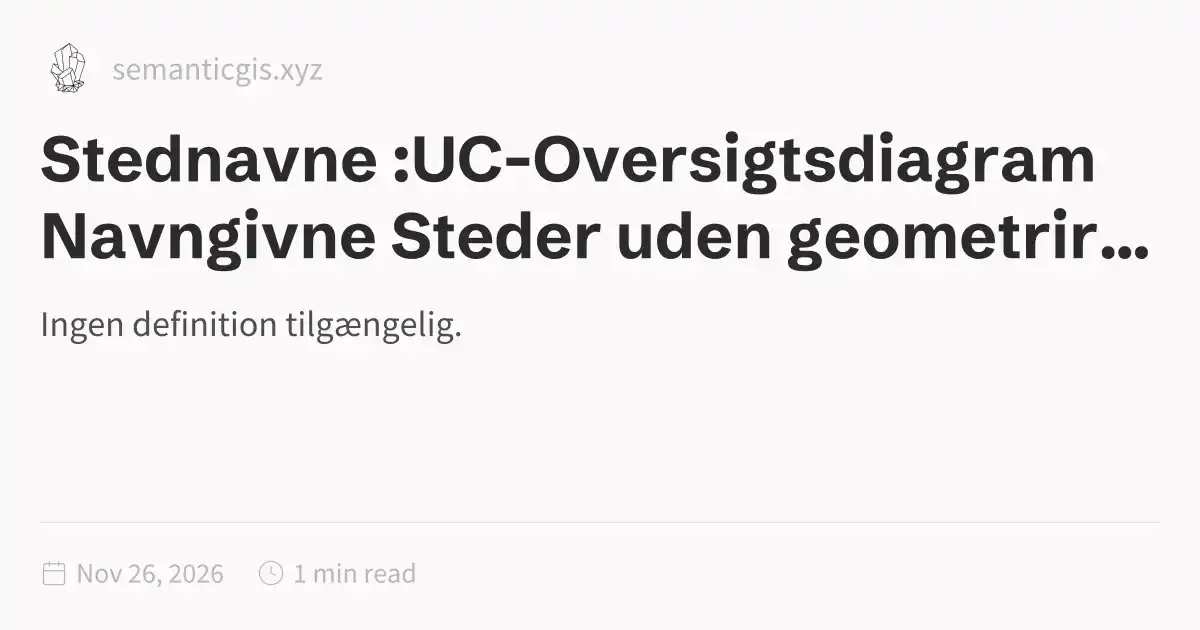 semanticgis.xyz
Stednavne :UC-Oversigtsdiagram
Navngivne Steder uden geometrir...
Ingen definition tilgængelig.
Nov 26, 2026 1 min read